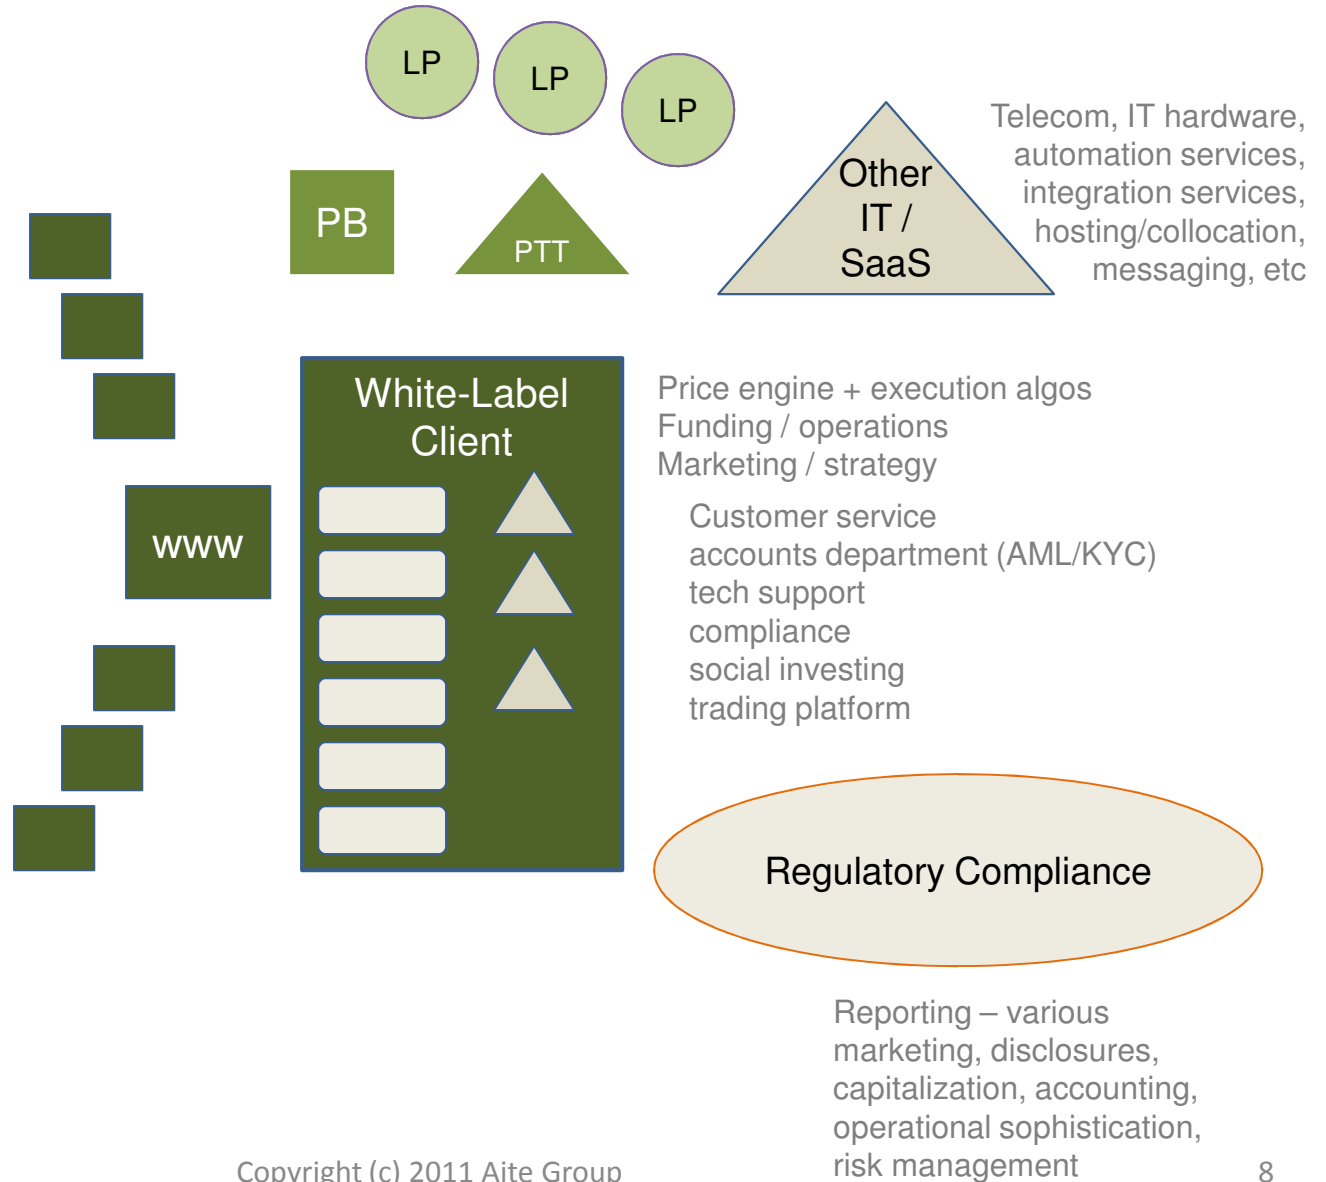 LP
LP
LP
Telecom, IT hardware,
automation services,
integration services,
hosting/collocation,
messaging, etc
Other
IT /
SaaS
PB
PTT
White-Label
Client
Price engine + execution algos
Funding / operations
Marketing / strategy
Customer service
accounts department (AML/KYC)
tech support
compliance
social investing
trading platform
www
Regulatory Compliance
Reporting – various
marketing, disclosures,
capitalization, accounting,
operational sophistication,
risk management
Copyright (c) 2011 Aite Group
8